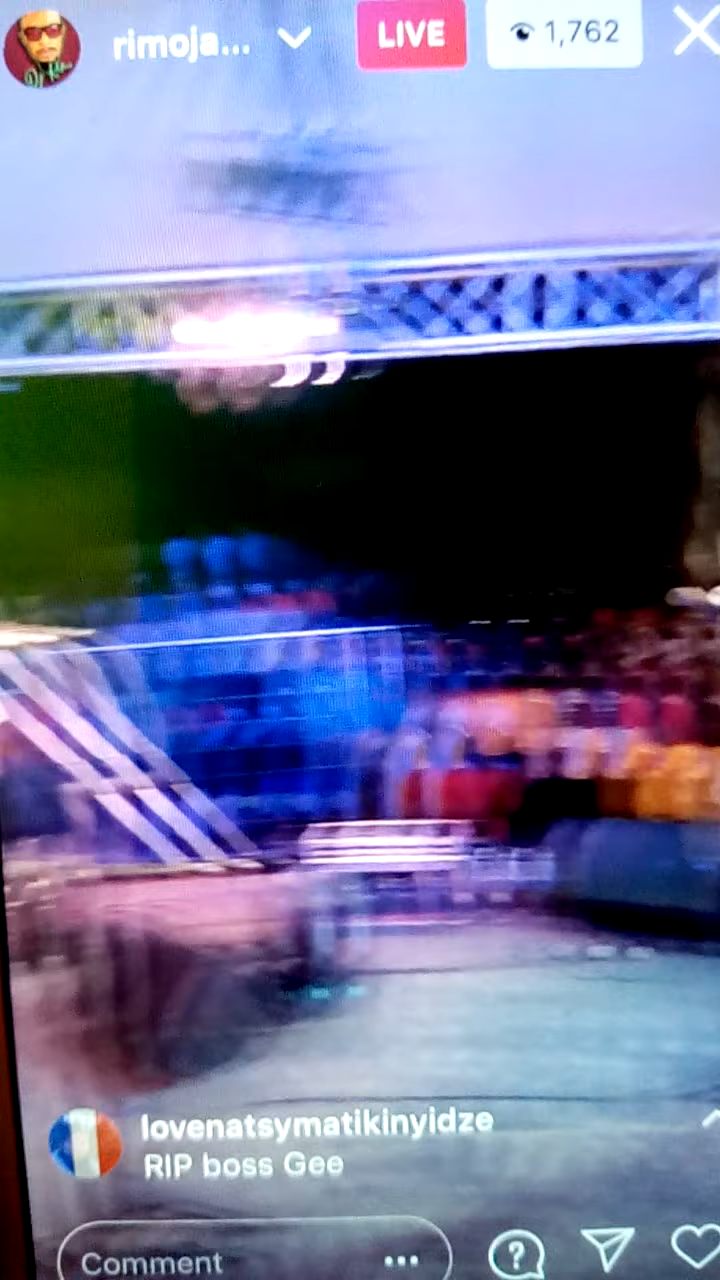 rimoja...
LIVE
1,762
lovenatsymatikinyidze
RIP boss Gee
Comment